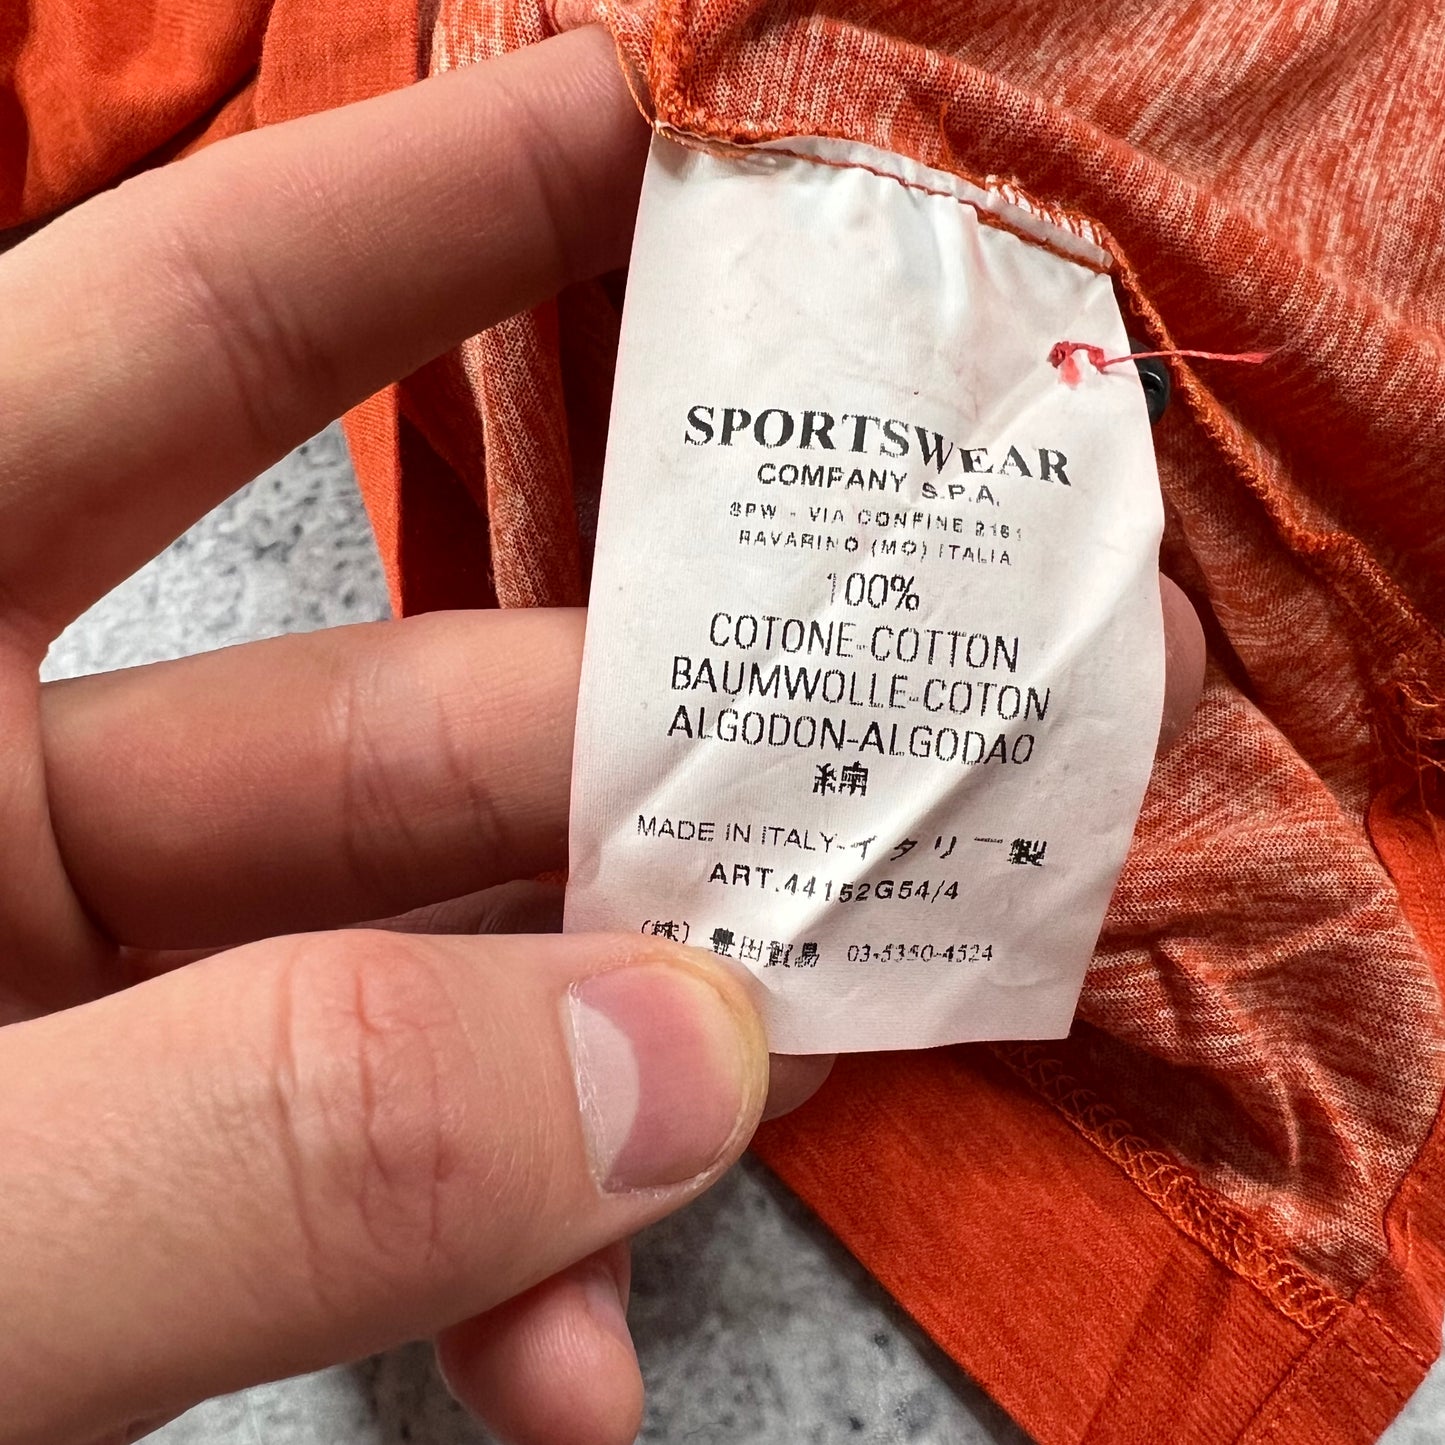 SPORTSWEAR
COMPANY S.P.A.
SPW - VIA CONFINE 2161
RAVARINO (MO) ITALIA
100%
COTONE-COTTON
BAUMWOLLE-COTON
ALGODON-ALGODAO
綿
MADE IN ITALY-イタリー製
ART.44152G54/4
(株) 豊田貿易 03-5350-4524